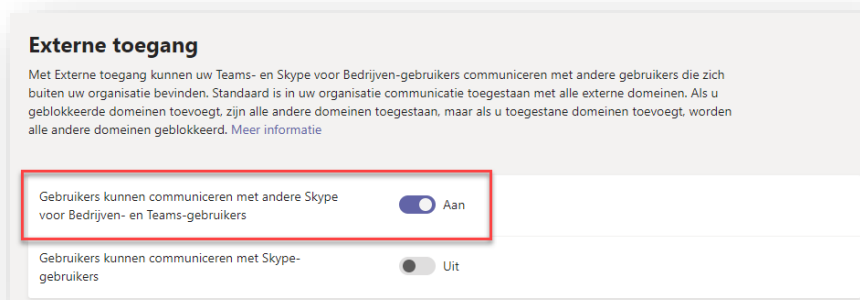 Externe toegang
Met Externe toegang kunnen uw Teams- en Skype voor Bedrijven-gebruikers communiceren met andere gebruikers die zich
buiten uw organisatie bevinden. Standaard is in uw organisatie communicatie toegestaan met alle externe domeinen. Als u
geblokkeerde domeinen toevoegt, zijn alle andere domeinen toegestaan, maar als u toegestane domeinen toevoegt, worden
alle andere domeinen geblokkeerd. Meer informatie
Gebruikers kunnen communiceren met andere Skype
voor Bedrijven- en Teams-gebruikers
Aan
Gebruikers kunnen communiceren met Skype-
gebruikers
Uit